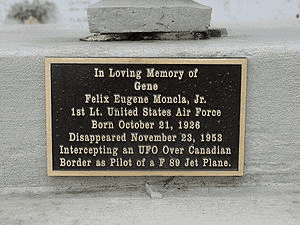 In Loving Memory of
Gene
Felix Eugene Moncla, Jr.
1st Lt. United States Air Force
Born October 21, 1926
Disappeared November 23, 1953
Intercepting an UFO Over Canadian
Border as Pilot of a F 89 Jet Plane.